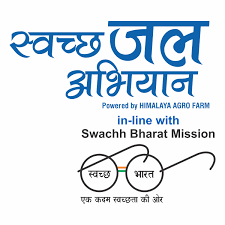 स्वच्छ जल
अभियान
Powered by HIMALAYA AGRO FARM
in-line with
Swachh Bharat Mission
स्वच्छ भारत
एक कदम स्वच्छता की ओर